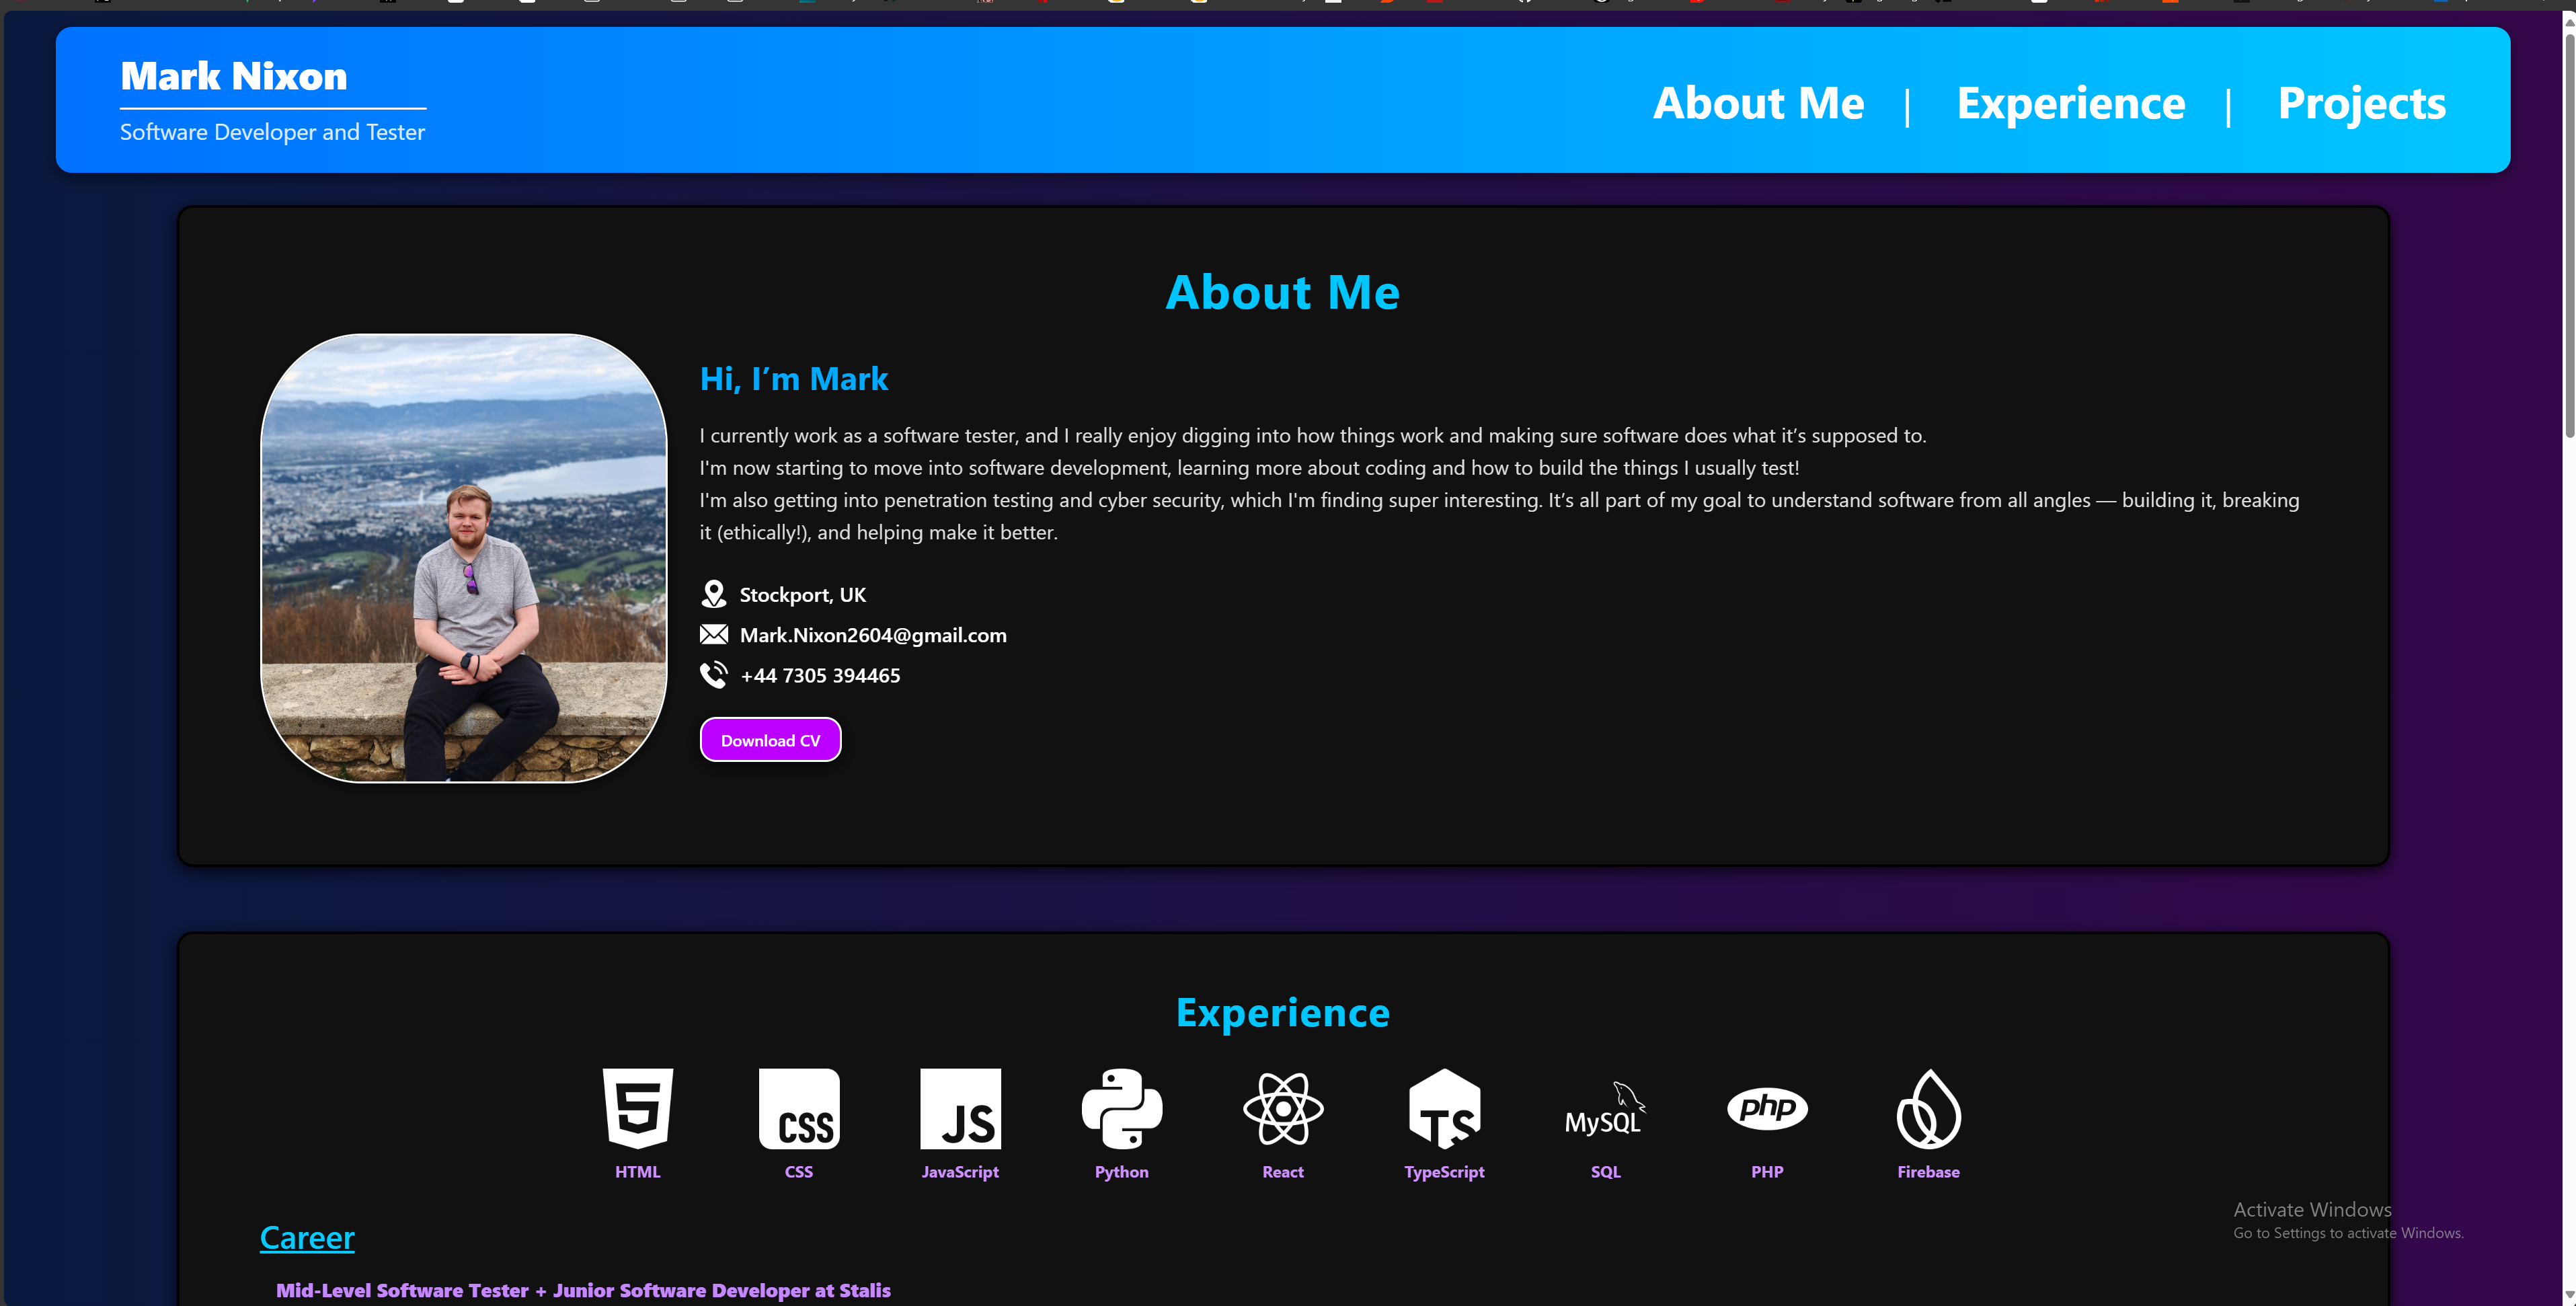 Mark Nixon
Software Developer and Tester
About Me | Experience | Projects
About Me
Hi, I’m Mark
I currently work as a software tester, and I really enjoy digging into how things work and making sure software does what it’s supposed to.
I'm now starting to move into software development, learning more about coding and how to build the things I usually test!
I'm also getting into penetration testing and cyber security, which I'm finding super interesting. It’s all part of my goal to understand software from all angles — building it, breaking
it (ethically!), and helping make it better.
Stockport, UK
Mark.Nixon2604@gmail.com
+44 7305 394465
Download CV
Experience
5 CSS JS TS MySQL php
HTML CSS JavaScript Python React TypeScript SQL PHP Firebase
Career
Mid-Level Software Tester + Junior Software Developer at Stalis
Activate Windows
Go to Settings to activate Windows.